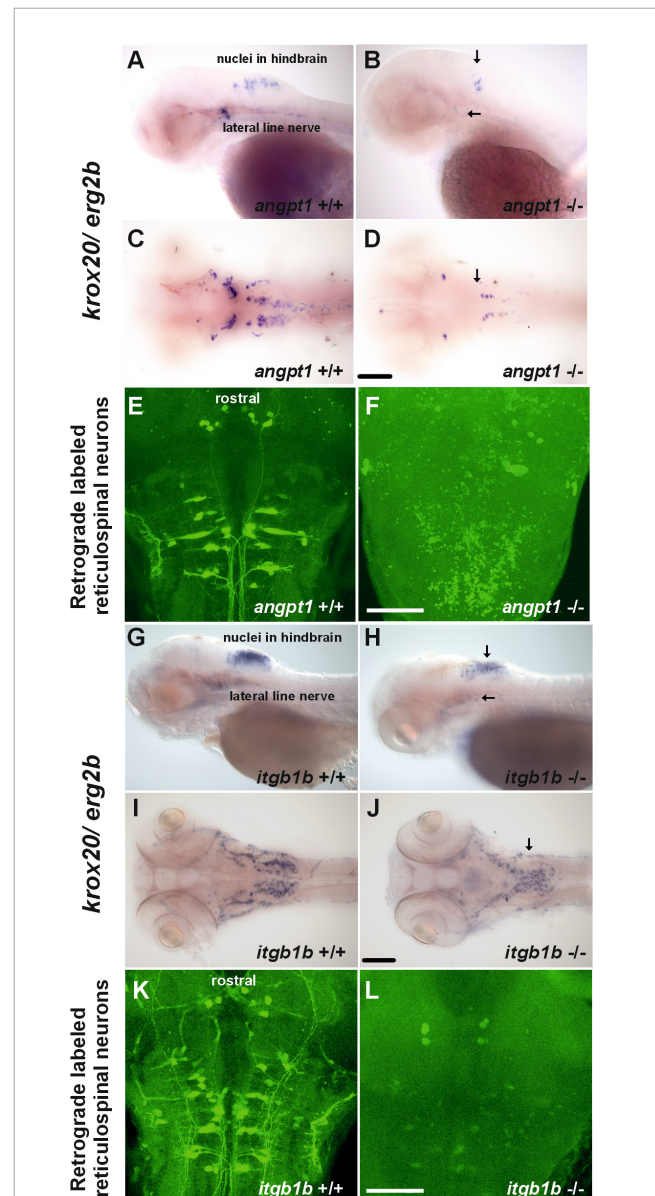 A
nuclei in hindbrain
lateral line nerve
angpt1 +/+
B
angpt1 -/-
krox20/ erg2b
C
angpt1 +/+
D
angpt1 -/-
E
rostral
angpt1 +/+
F
angpt1 -/-
Retrograde labeled
reticulospinal neurons
G
nuclei in hindbrain
lateral line nerve
itgb1b +/+
H
itgb1b -/-
krox20/ erg2b
I
itgb1b +/+
J
itgb1b -/-
K
rostral
itgb1b +/+
L
itgb1b -/-
Retrograde labeled
reticulospinal neurons